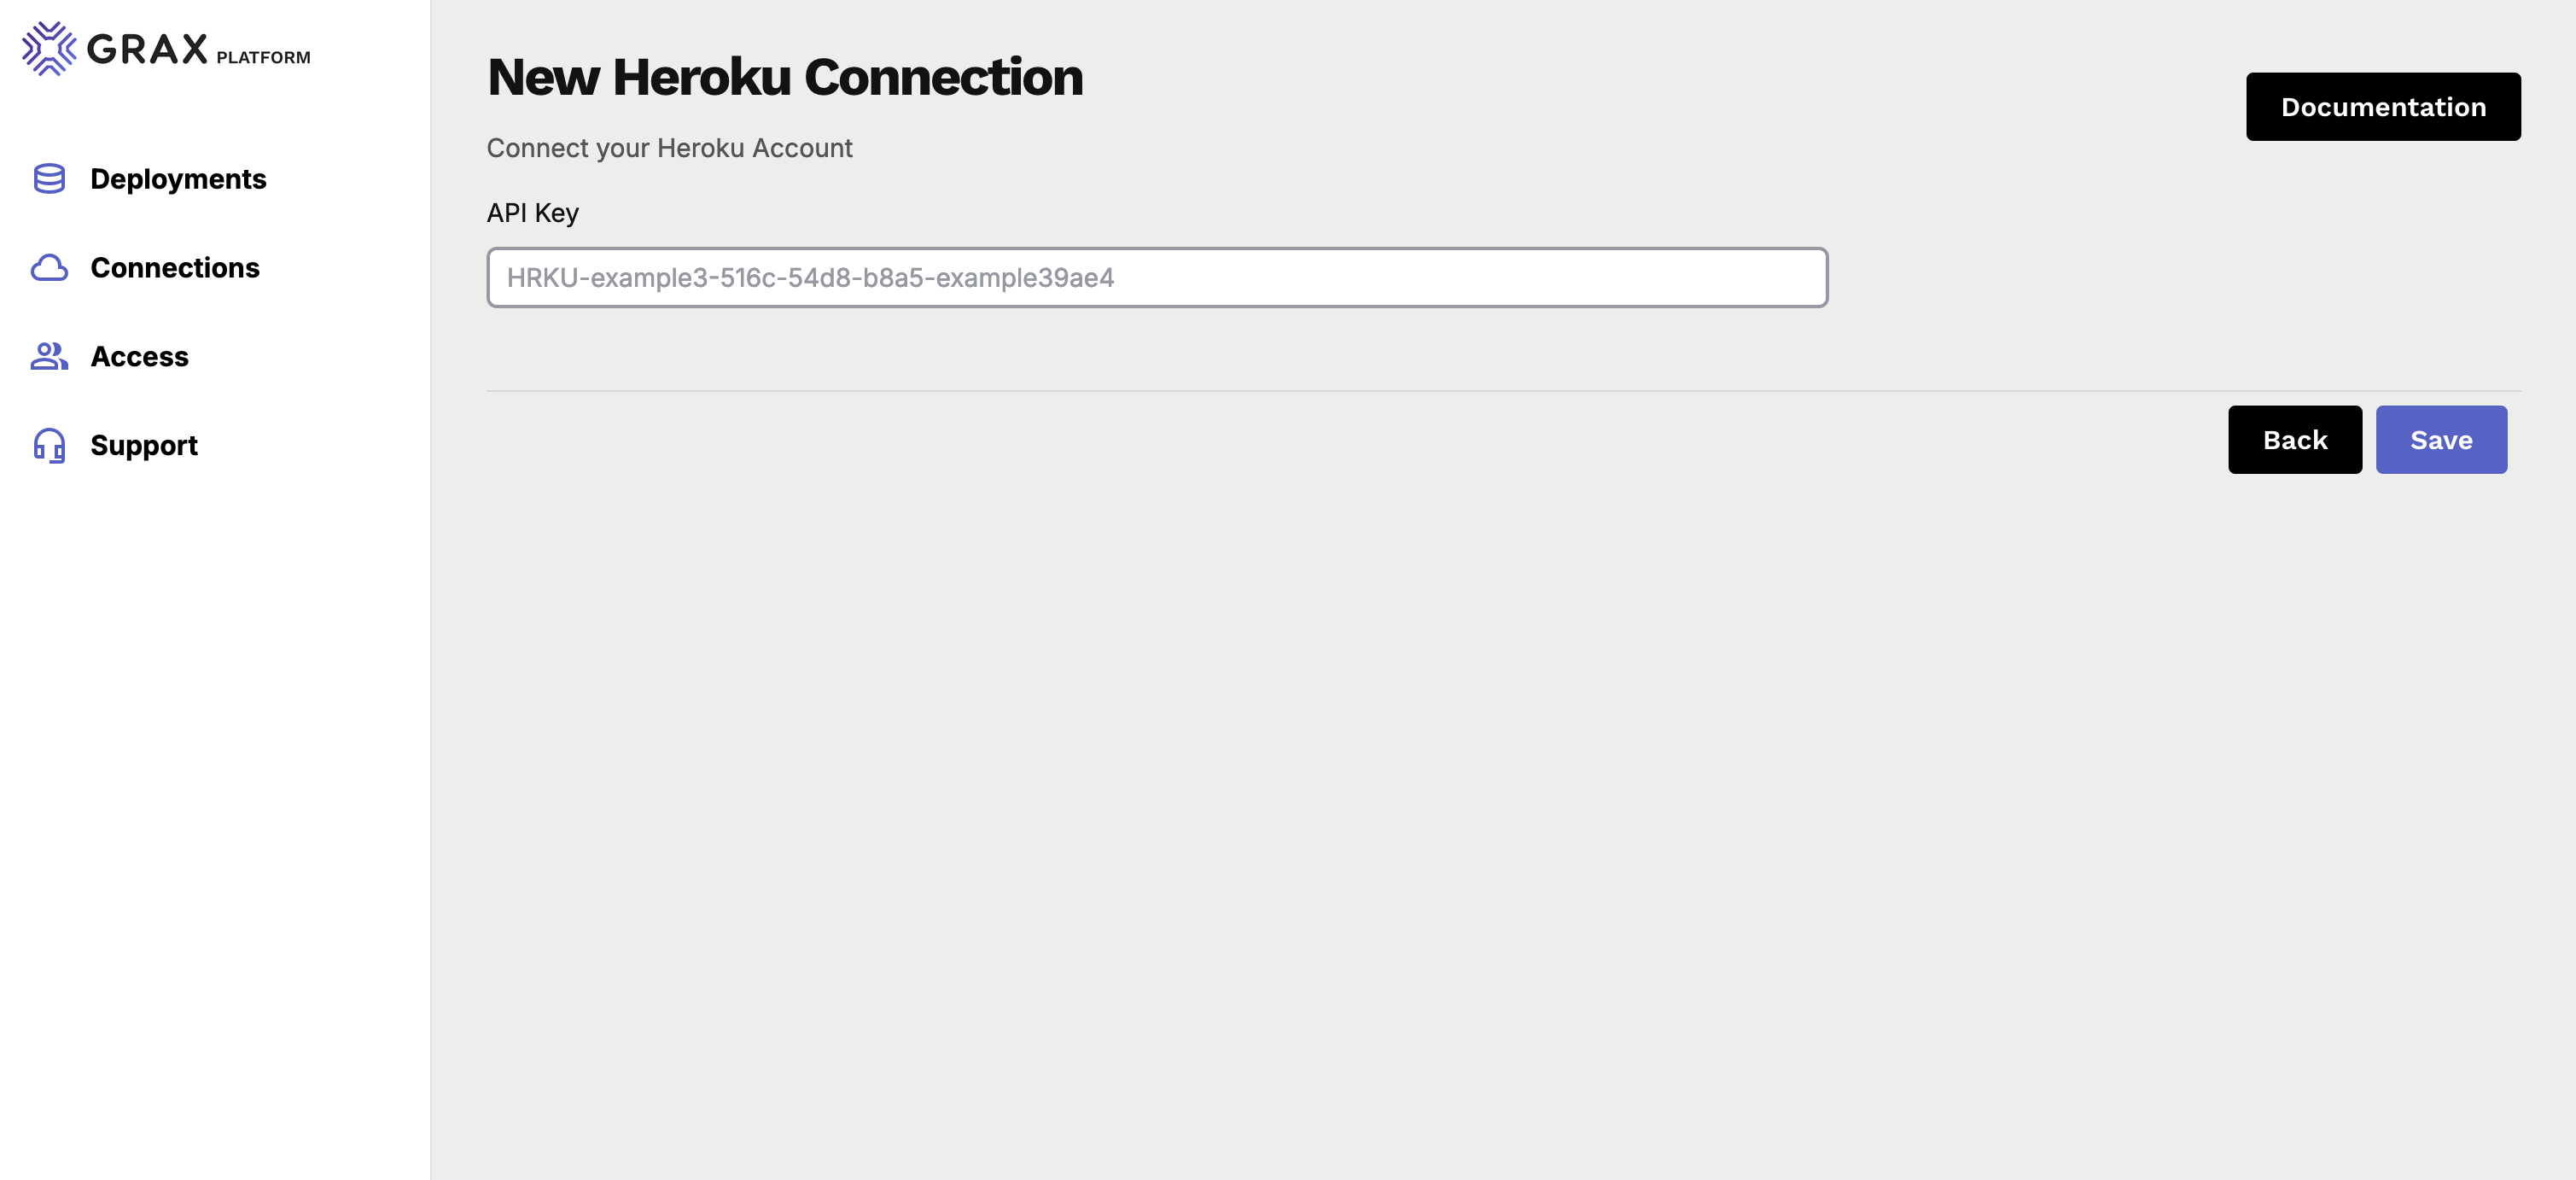 GRAX PLATFORM
Deployments
Connections
Access
Support
New Heroku Connection
Documentation
Connect your Heroku Account
API Key
HRKU-example3-516c-54d8-b8a5-example39ae4
Back
Save